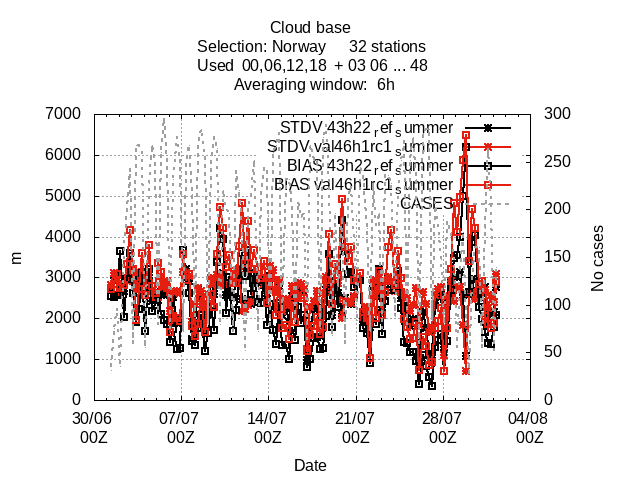 Cloud base
Selection: Norway 32 stations
Used 00,06,12,18 + 03 06 ... 48
Averaging window: 6h
7000
6000
5000
4000
3000
2000
1000
0
m
300
250
200
150
100
50
0
No cases
STDV 43h22_ref_summer
STDV val46h1rc1_summer
BIAS 43h22_ref_summer
BIAS val46h1rc1_summer
CASES
30/06 07/07 14/07 21/07 28/07 04/08
00Z 00Z 00Z 00Z 00Z 00Z
Date